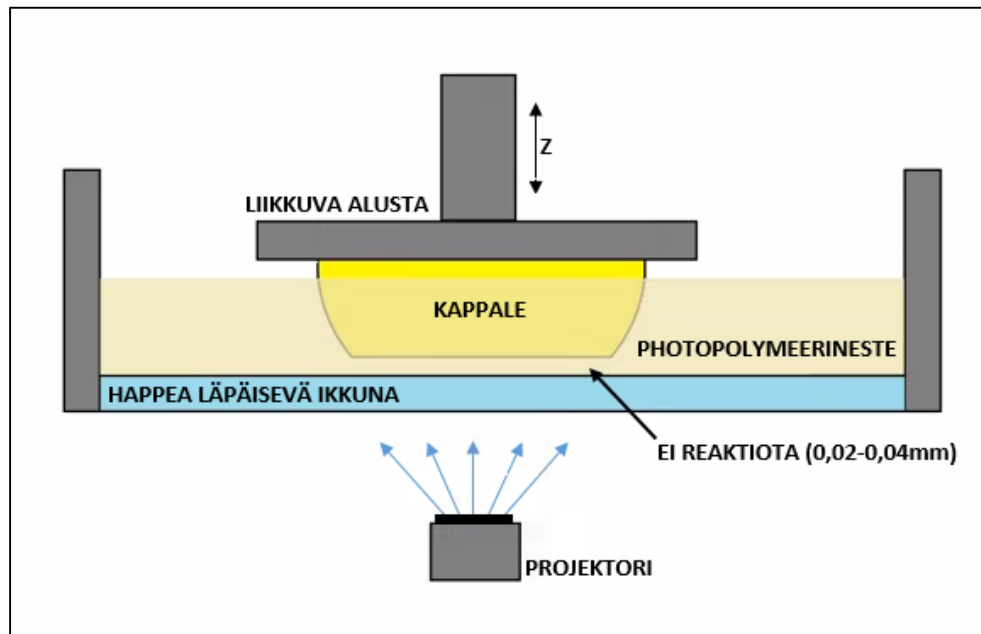 Z
LIIKKUVA ALUSTA
KAPPALE
PHOTOPOLYMEERINESTE
HAPPEA LÄPÄISEVÄ IKKUNA
EI REAKTIOTA (0,02-0,04mm)
PROJEKTORI